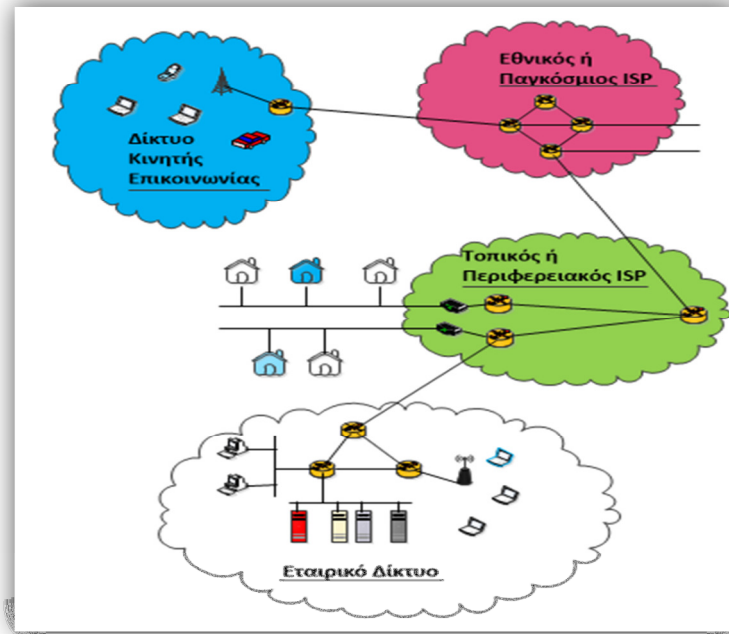 Εθνικός ή
Παγκόσμιος ISP
Δίκτυο
Κινητής
Επικοινωνίας
Τοπικός ή
Περιφερειακός ISP
Εταιρικό Δίκτυο